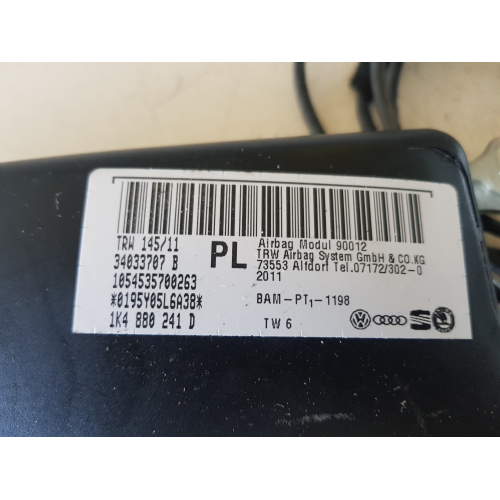 TRW 145/11
34033707 B
1054535700263
*0195Y05L6A38*
1K4 880 241 D
PL
Airbag Modul 90012
TRW Airbag System GmbH & CO.KG
73553 Alfdorf Tel.07172/302-0
2011
BAM-PT1-1198
TW 6